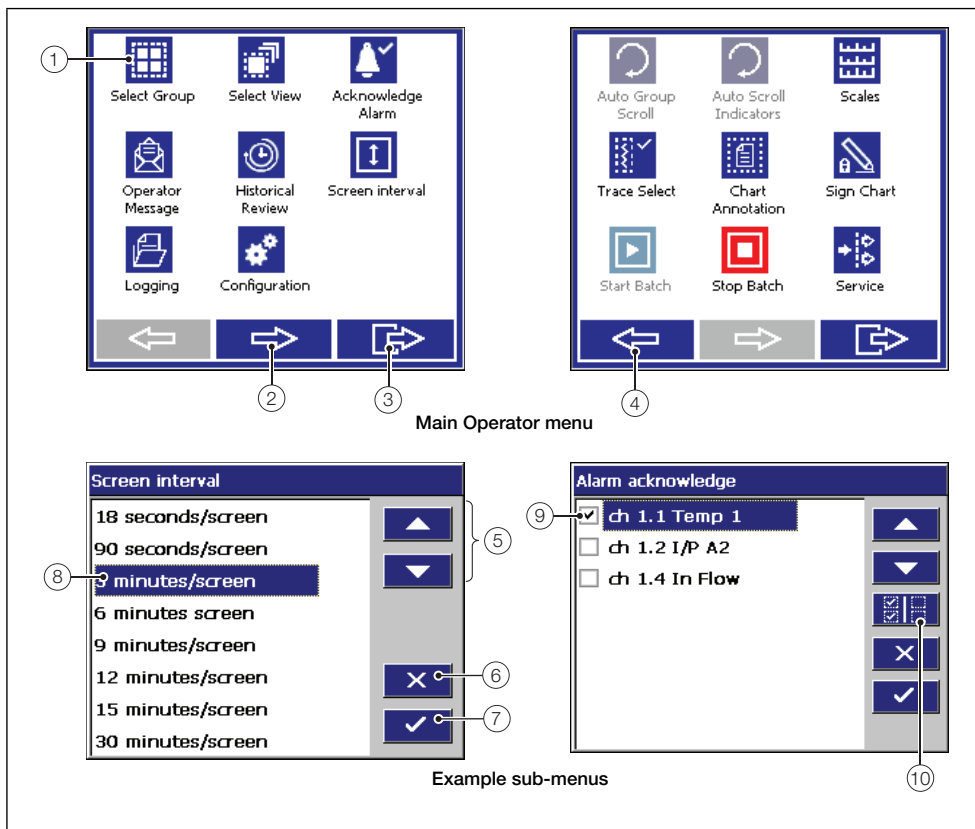 1
Select Group
Select View
Acknowledge
Alarm
Operator
Message
Historical
Review
Screen interval
Logging
Configuration
2
3
Auto Group
Scroll
Auto Scroll
Indicators
Scales
Trace Select
Chart
Annotation
Sign Chart
Start Batch
Stop Batch
Service
4
Main Operator menu
Screen interval
18 seconds/screen
90 seconds/screen
minutes/screen
6 minutes screen
9 minutes/screen
12 minutes/screen
15 minutes/screen
30 minutes/screen
5
6
7
8
Alarm acknowledge
ch 1.1 Temp 1
ch 1.2 I/P A2
ch 1.4 In Flow
9
10
Example sub-menus